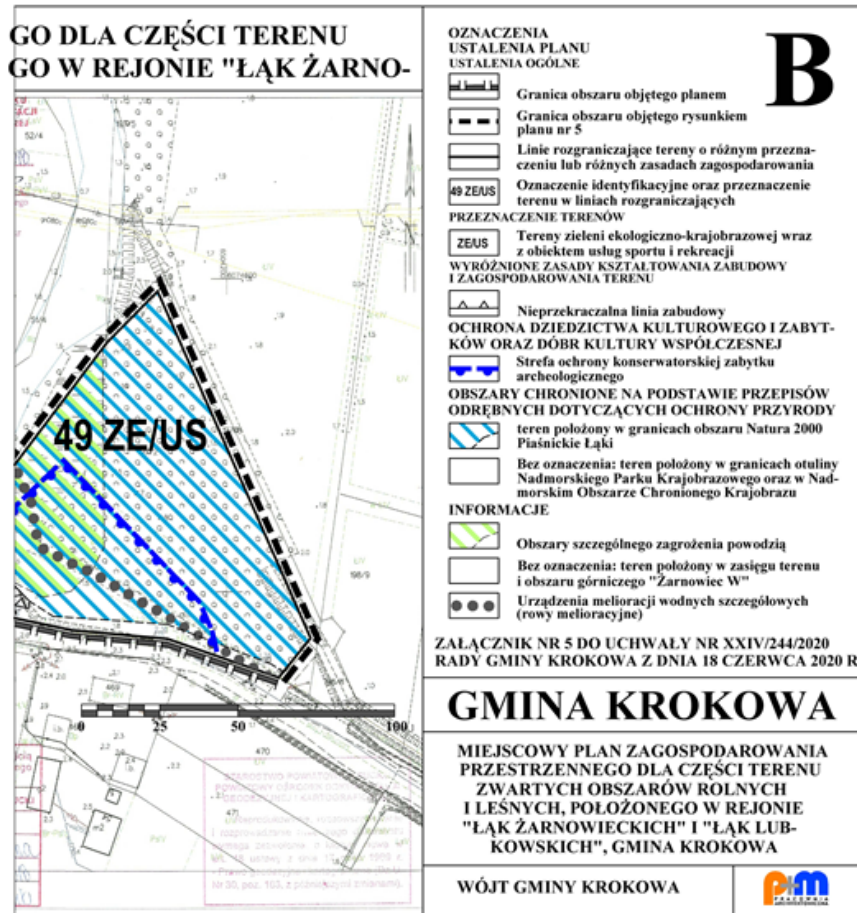 GO DLA CZĘŚCI TERENU
GO W REJONIE "ŁĄK ŻARNO-
49 ZE/US
0 25 50 100
469
470
471
198/9
52/4
OZNACZENIA
USTALENIA PLANU
USTALENIA OGÓLNE
B
Granica obszaru objętego planem
Granica obszaru objętego rysunkiem
planu nr 5
Linie rozgraniczające tereny o różnym przezna-
czeniu lub różnych zasadach zagospodarowania
49 ZE/US
Oznaczenie identyfikacyjne oraz przeznaczenie
terenu w liniach rozgraniczających
PRZEZNACZENIE TERENÓW
ZE/US
Tereny zieleni ekologiczno-krajobrazowej wraz
z obiektem usług sportu i rekreacji
WYRÓŻNIONE ZASADY KSZTAŁTOWANIA ZABUDOWY
I ZAGOSPODAROWANIA TERENU
Nieprzekraczalna linia zabudowy
OCHRONA DZIEDZICTWA KULTUROWEGO I ZABYT-
KÓW ORAZ DÓBR KULTURY WSPÓŁCZESNEJ
Strefa ochrony konserwatorskiej zabytku
archeologicznego
OBSZARY CHRONIONE NA PODSTAWIE PRZEPISÓW
ODRĘBNYCH DOTYCZĄCYCH OCHRONY PRZYRODY
teren położony w granicach obszaru Natura 2000
Piaśnickie Łąki
Bez oznaczenia: teren położony w granicach otuliny
Nadmorskiego Parku Krajobrazowego oraz w Nad-
morskim Obszarze Chronionego Krajobrazu
INFORMACJE
Obszary szczególnego zagrożenia powodzią
Bez oznaczenia: teren położony w zasięgu terenu
i obszaru górniczego "Żarnowiec W"
Urządzenia melioracji wodnych szczegółowych
(rowy melioracyjne)
ZAŁĄCZNIK NR 5 DO UCHWAŁY NR XXIV/244/2020
RADY GMINY KROKOWA Z DNIA 18 CZERWCA 2020 R
GMINA KROKOWA
MIEJSCOWY PLAN ZAGOSPODAROWANIA
PRZESTRZENNEGO DLA CZĘŚCI TERENU
ZWARTYCH OBSZARÓW ROLNYCH
I LEŚNYCH, POŁOŻONEGO W REJONIE
"ŁĄK ŻARNOWIECKICH" I "ŁĄK LUB-
KOWSKICH", GMINA KROKOWA
WÓJT GMINY KROKOWA
p+m
PRACOWNIA
ARCHITEKTONICZNA